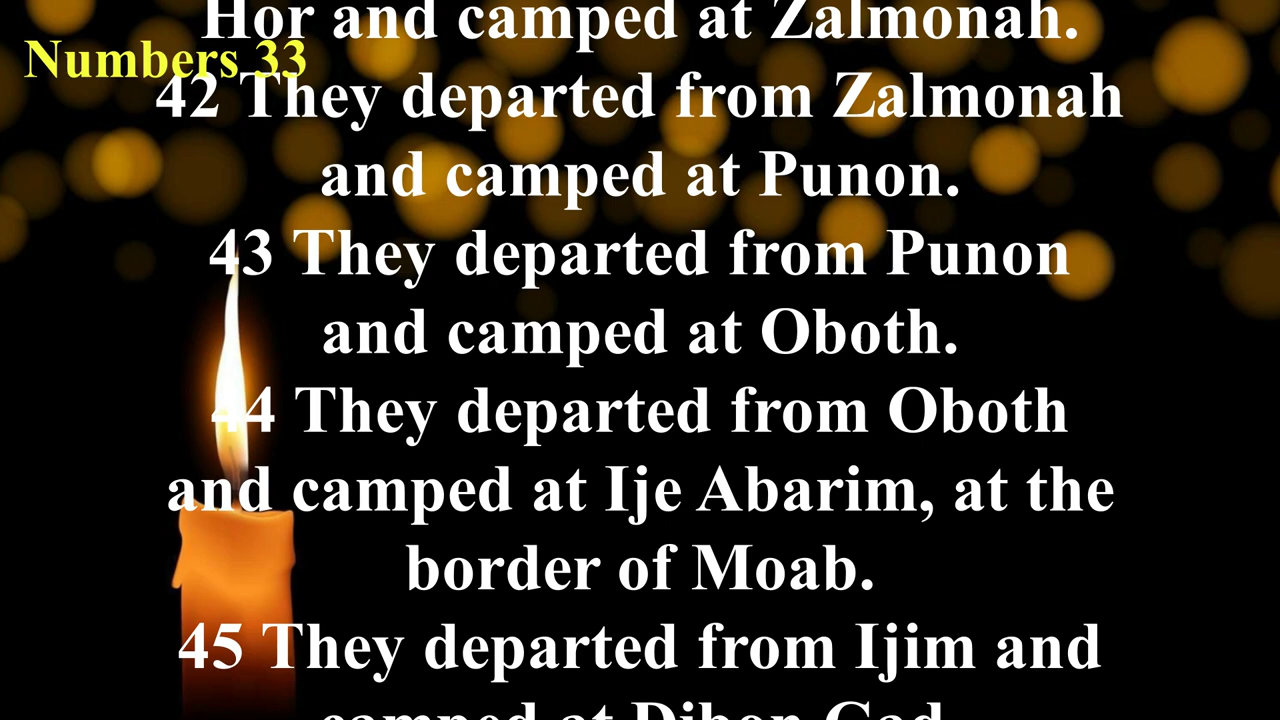 Numbers 33
Hor and camped at Zalmonah.
42 They departed from Zalmonah
and camped at Punon.
43 They departed from Punon
and camped at Oboth.
44 They departed from Oboth
and camped at Ije Abarim, at the
border of Moab.
45 They departed from Ijim and
camped at Dibon Gad